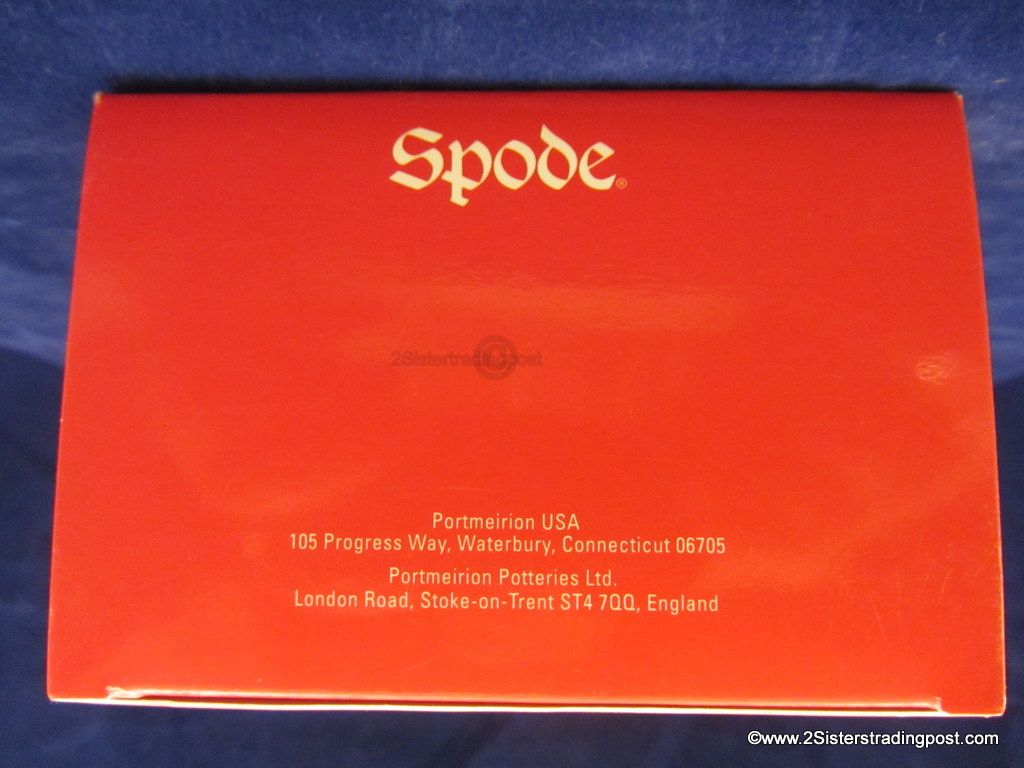 Spode®
2Sistertradingpost
Portmeirion USA
105 Progress Way, Waterbury, Connecticut 06705
Portmeirion Potteries Ltd.
London Road, Stoke-on-Trent ST4 7QQ, England
©www.2Sisterstradingpost.com